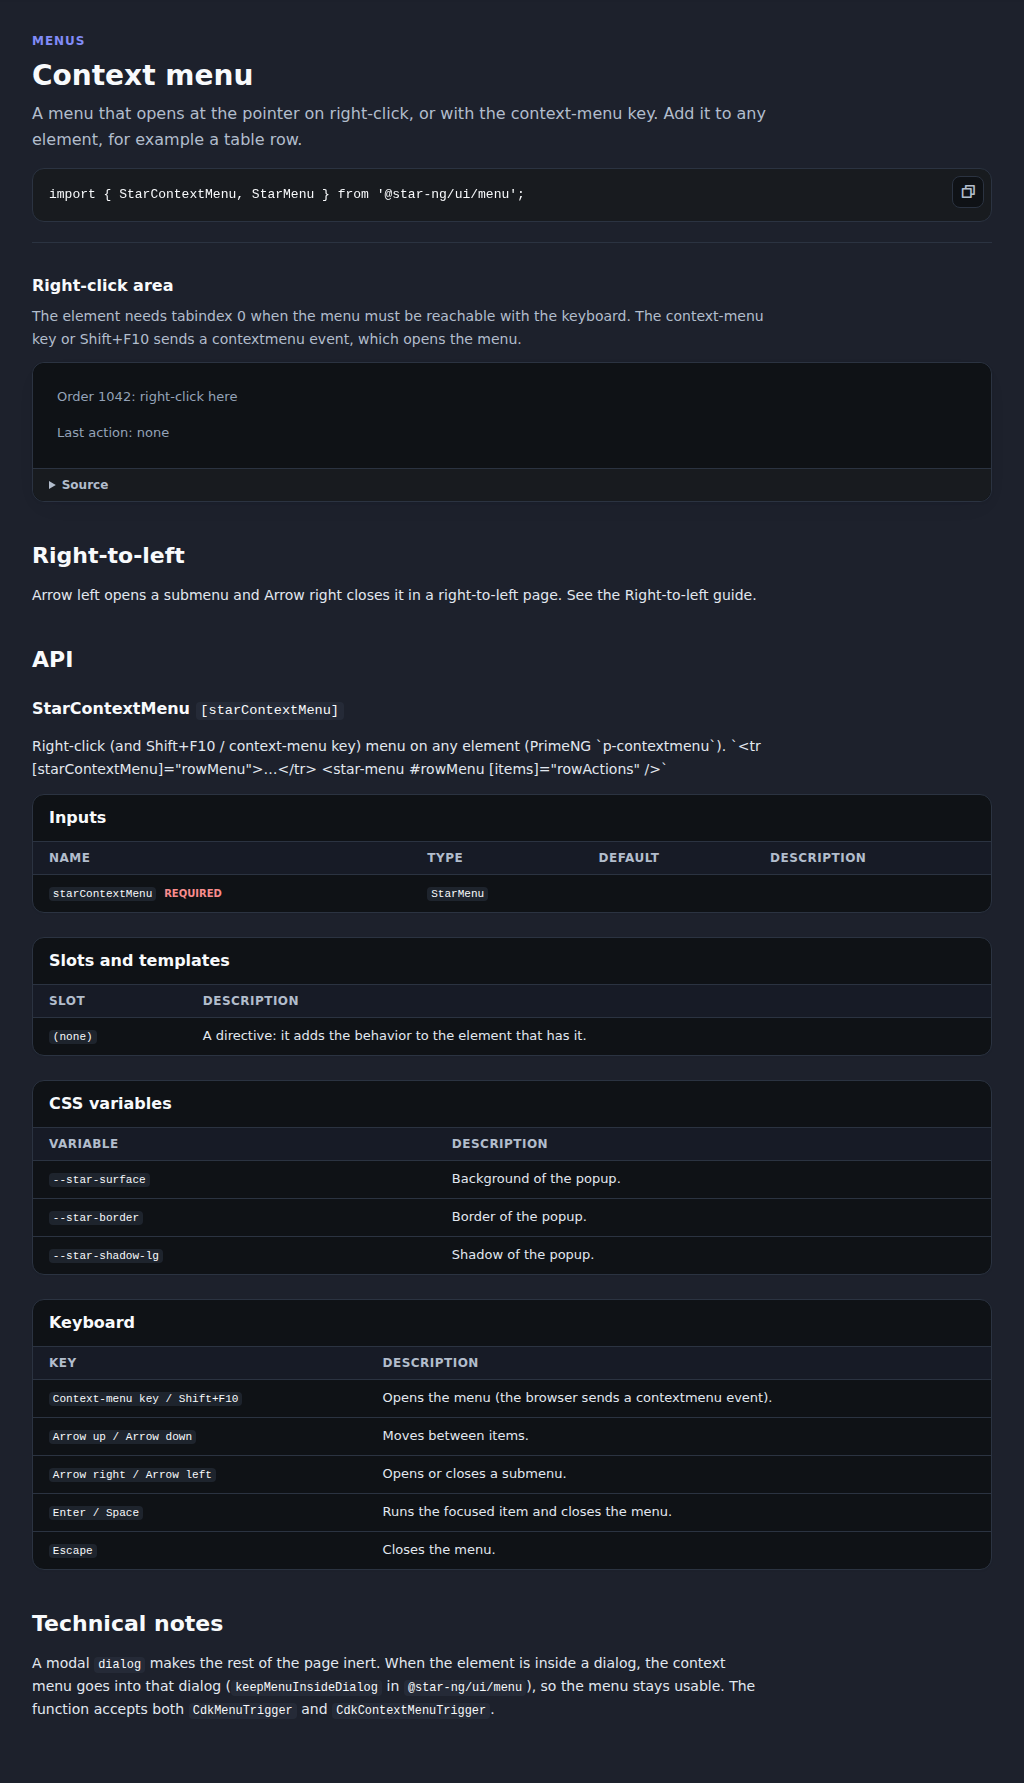 MENUS
Context menu
A menu that opens at the pointer on right-click, or with the context-menu key. Add it to any
element, for example a table row.
import { StarContextMenu, StarMenu } from '@star-ng/ui/menu';
Right-click area
The element needs tabindex 0 when the menu must be reachable with the keyboard. The context-menu
key or Shift+F10 sends a contextmenu event, which opens the menu.
Order 1042: right-click here
Last action: none
Source
Right-to-left
Arrow left opens a submenu and Arrow right closes it in a right-to-left page. See the Right-to-left guide.
API
StarContextMenu [starContextMenu]
Right-click (and Shift+F10 / context-menu key) menu on any element (PrimeNG `p-contextmenu`). `<tr
[starContextMenu]="rowMenu">…</tr> <star-menu #rowMenu [items]="rowActions" />`
Inputs
NAME TYPE DEFAULT DESCRIPTION
starContextMenu REQUIRED StarMenu
Slots and templates
SLOT DESCRIPTION
(none) A directive: it adds the behavior to the element that has it.
CSS variables
VARIABLE DESCRIPTION
--star-surface Background of the popup.
--star-border Border of the popup.
--star-shadow-lg Shadow of the popup.
Keyboard
KEY DESCRIPTION
Context-menu key / Shift+F10 Opens the menu (the browser sends a contextmenu event).
Arrow up / Arrow down Moves between items.
Arrow right / Arrow left Opens or closes a submenu.
Enter / Space Runs the focused item and closes the menu.
Escape Closes the menu.
Technical notes
A modal dialog makes the rest of the page inert. When the element is inside a dialog, the context
menu goes into that dialog (keepMenuInsideDialog in @star-ng/ui/menu), so the menu stays usable. The
function accepts both CdkMenuTrigger and CdkContextMenuTrigger.